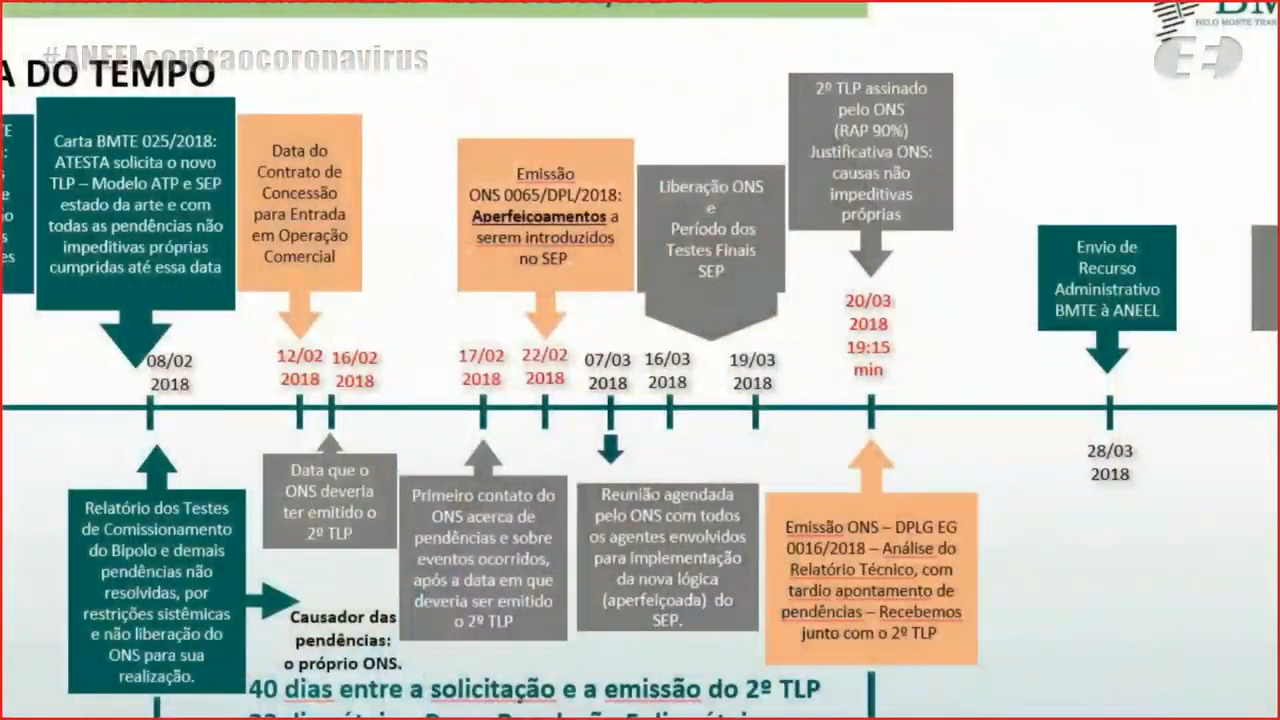 #ANEELcontraocoronavirus
A DO TEMPO
BELO MONTE TRAN
Carta BMTE 025/2018:
ATESTA solicita o novo
TLP – Modelo ATP e SEP
estado da arte e com
todas as pendências não
impeditivas próprias
cumpridas até essa data
Data do
Contrato de
Concessão
para Entrada
em Operação
Comercial
Emissão
ONS 0065/DPL/2018:
Aperfeicoamentos a
serem introduzidos
no SEP
Liberação ONS
e
Período dos
Testes Finais
SEP
2º TLP assinado
pelo ONS
(RAP 90%)
Justificativa ONS:
causas não
impeditivas
próprias
Envio de
Recurso
Administrativo
BMTE à ANEEL
08/02
2018
12/02
2018
16/02
2018
17/02
2018
22/02
2018
07/03
2018
16/03
2018
19/03
2018
20/03
2018
19:15
min
28/03
2018
Relatório dos Testes
de Comissionamento
do Bipolo e demais
pendências não
resolvidas, por
restrições sistêmicas
e não liberação do
ONS para sua
realização.
Causador das
pendências:
o próprio ONS.
Data que o
ONS deveria
ter emitido o
2º TLP
Primeiro contato do
ONS acerca de
pendências e sobre
eventos ocorridos,
após a data em que
deveria ser emitido
o 2º TLP
Reunião agendada
pelo ONS com todos
os agentes envolvidos
para implementação
da nova lógica
(aperfeiçoada) do
SEP.
Emissão ONS – DPLG EG
0016/2018 – Análise do
Relatório Técnico, com
tardio apontamento de
pendências – Recebemos
junto com o 2º TLP
40 dias entre a solicitação e a emissão do 2º TLP